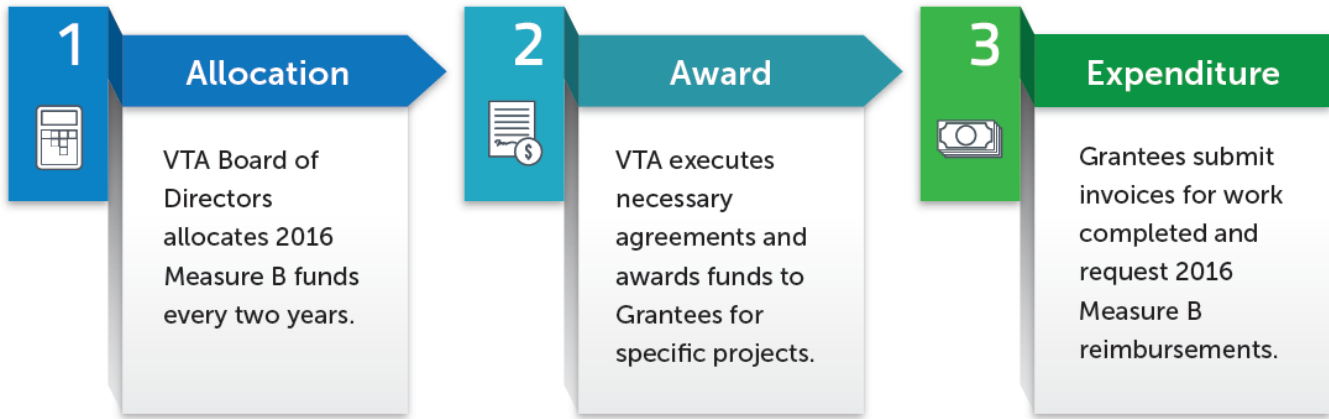 1
Allocation
VTA Board of
Directors
allocates 2016
Measure B funds
every two years.
2
Award
$
VTA executes
necessary
agreements and
awards funds to
Grantees for
specific projects.
3
Expenditure
Grantees submit
invoices for work
completed and
request 2016
Measure B
reimbursements.